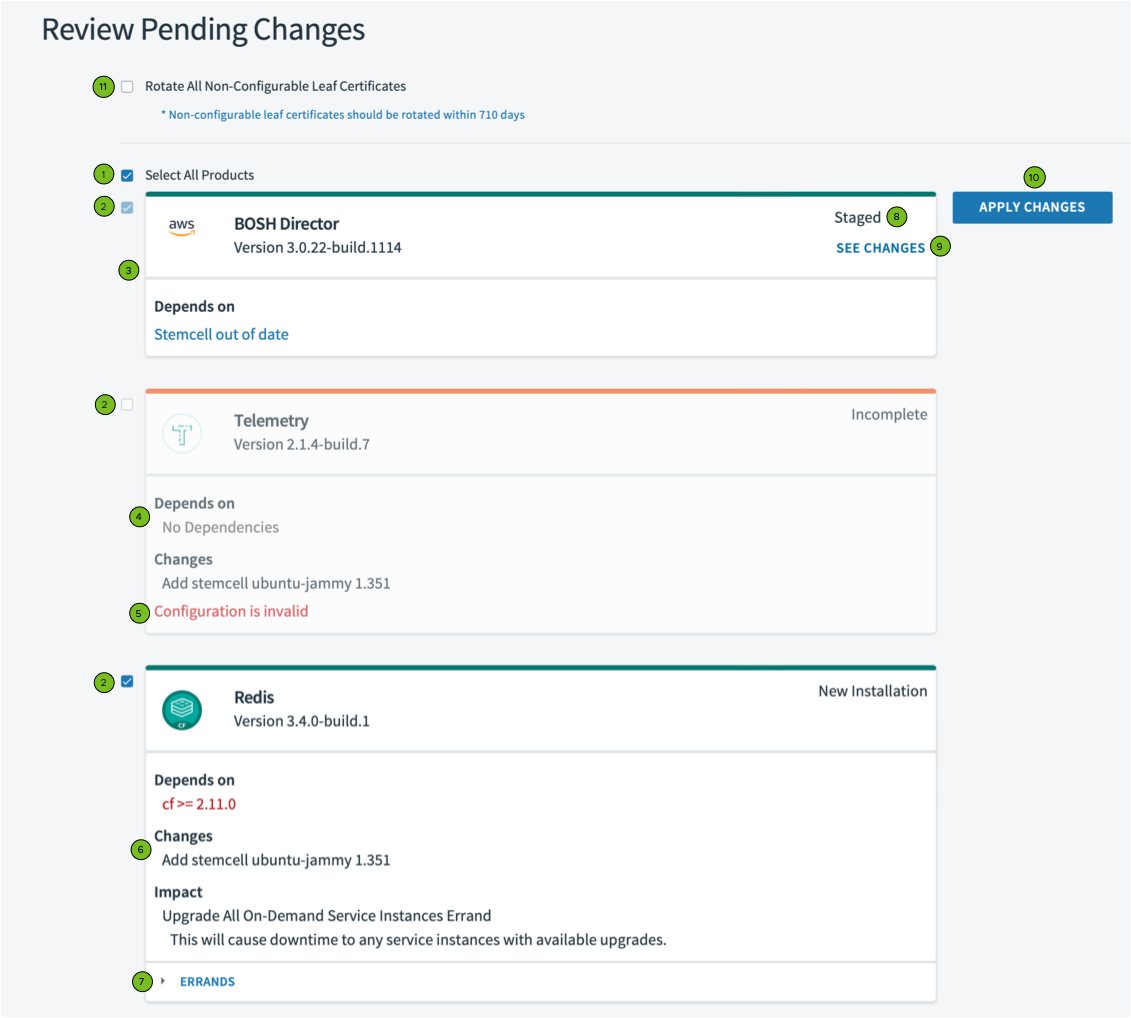 Review Pending Changes
11 Rotate All Non-Configurable Leaf Certificates
* Non-configurable leaf certificates should be rotated within 710 days
1 Select All Products
10
2
aws
BOSH Director
Version 3.0.22-build.1114
Staged 8
SEE CHANGES 9
APPLY CHANGES
3
Depends on
Stemcell out of date
2
T
Telemetry
Version 2.1.4-build.7
Incomplete
Depends on
4
No Dependencies
Changes
Add stemcell ubuntu-jammy 1.351
5 Configuration is invalid
2
CF
Redis
Version 3.4.0-build.1
New Installation
Depends on
cf >= 2.11.0
Changes
6
Add stemcell ubuntu-jammy 1.351
Impact
Upgrade All On-Demand Service Instances Errand
This will cause downtime to any service instances with available upgrades.
7 ERRANDS